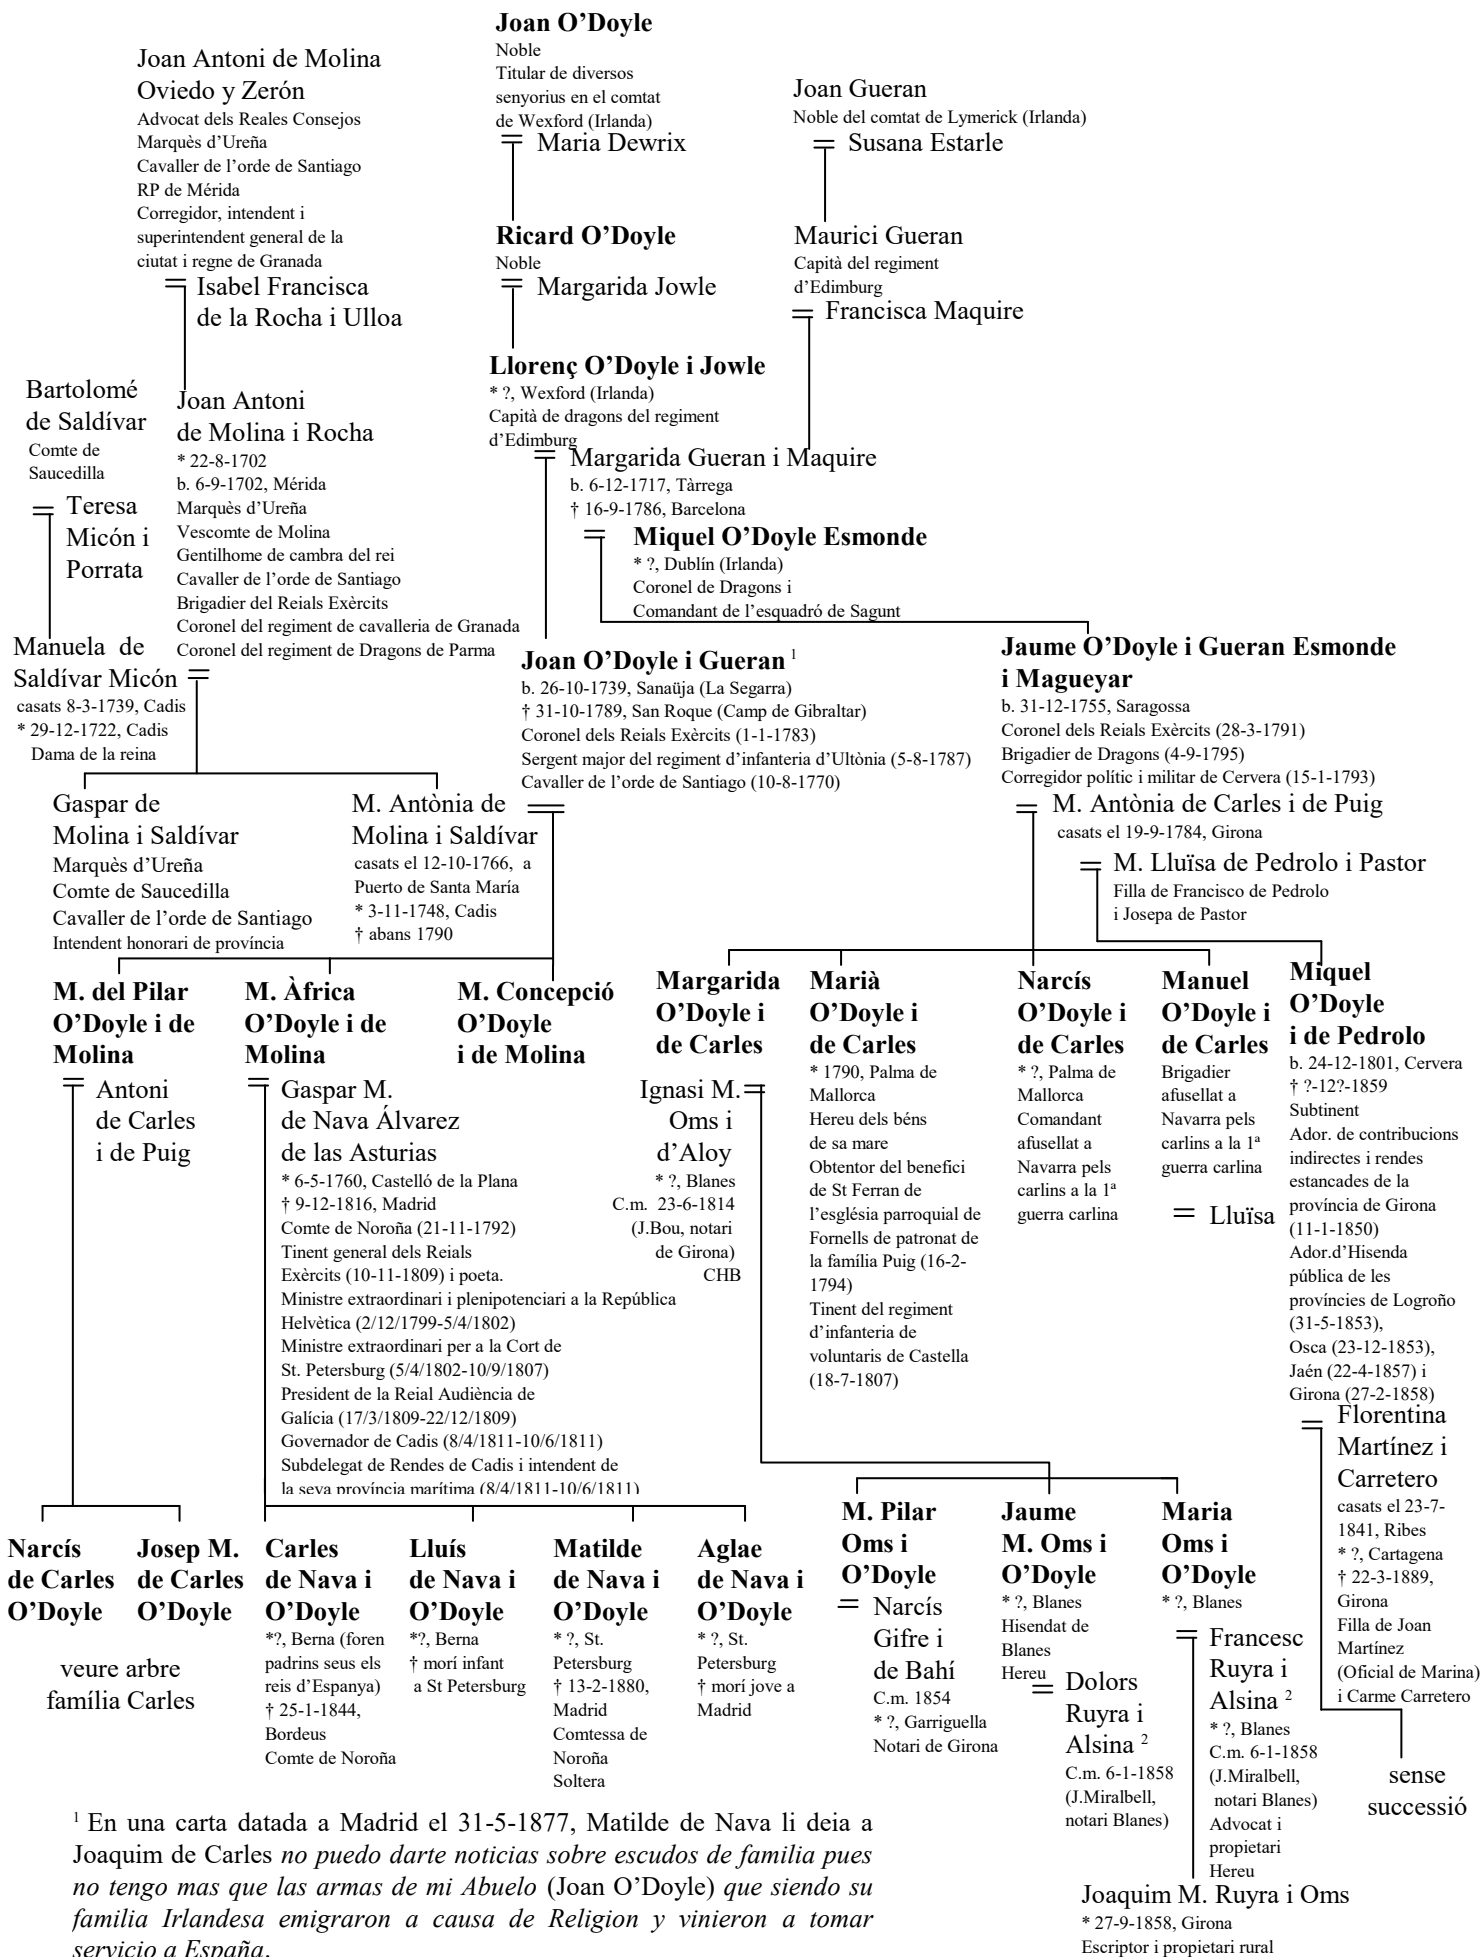 Joan O’Doyle
Noble
Titular de diversos
senyorius en el comtat
de Wexford (Irlanda)
= Maria Dewrix
Joan Antoni de Molina
Oviedo y Zerón
Advocat dels Reales Consejos
Marquès d’Ureña
Cavaller de l’orde de Santiago
RP de Mérida
Corregidor, intendent i
superintendent general de la
ciutat i regne de Granada
= Isabel Francisca
de la Rocha i Ulloa
Joan Gueran
Noble del comtat de Lymerick (Irlanda)
= Susana Estarle
Ricard O’Doyle
Noble
= Margarida Jowle
Maurici Gueran
Capità del regiment
d’Edimburg
= Francisca Maquire
Bartolomé
de Saldívar
Comte de
Saucedilla
= Teresa
Micón i
Porrata
Joan Antoni
de Molina i Rocha
* 22-8-1702
b. 6-9-1702, Mérida
Marquès d’Ureña
Vescomte de Molina
Gentilhome de cambra del rei
Cavaller de l’orde de Santiago
Brigadier del Reials Exèrcits
Coronel del regiment de cavalleria de Granada
Coronel del regiment de Dragons de Parma
=
Llorenç O’Doyle i Jowle
* ?, Wexford (Irlanda)
Capità de dragons del regiment
d’Edimburg
= Margarida Gueran i Maquire
b. 6-12-1717, Tàrrega
† 16-9-1786, Barcelona
= Miquel O’Doyle Esmonde
* ?, Dublín (Irlanda)
Coronel de Dragons i
Comandant de l’esquadró de Sagunt
Manuela de
Saldívar Micón
casats 8-3-1739, Cadis
* 29-12-1722, Cadis
Dama de la reina
Joan O’Doyle i Gueran 1
b. 26-10-1739, Sanaüja (La Segarra)
† 31-10-1789, San Roque (Camp de Gibraltar)
Coronel dels Reials Exèrcits (1-1-1783)
Sergent major del regiment d’infanteria d’Ultònia (5-8-1787)
Cavaller de l’orde de Santiago (10-8-1770)
=
Jaume O’Doyle i Gueran Esmonde
i Magueyar
b. 31-12-1755, Saragossa
Coronel dels Reials Exèrcits (28-3-1791)
Brigadier de Dragons (4-9-1795)
Corregidor polític i militar de Cervera (15-1-1793)
= M. Antònia de Carles i de Puig
casats el 19-9-1784, Girona
= M. Lluïsa de Pedrolo i Pastor
Filla de Francisco de Pedrolo
i Josepa de Pastor
Gaspar de
Molina i Saldívar
Marquès d’Ureña
Comte de Saucedilla
Cavaller de l’orde de Santiago
Intendent honorari de província
M. Antònia de
Molina i Saldívar
casats el 12-10-1766, a
Puerto de Santa María
* 3-11-1748, Cadis
† abans 1790
M. del Pilar
O’Doyle i de
Molina
= Antoni
de Carles
i de Puig
M. Àfrica
O’Doyle i de
Molina
= Gaspar M.
de Nava Álvarez
de las Asturias
* 6-5-1760, Castelló de la Plana
† 9-12-1816, Madrid
Comte de Noroña (21-11-1792)
Tinent general dels Reials
Exèrcits (10-11-1809) i poeta.
Ministre extraordinari i plenipotenciari a la República
Helvètica (2/12/1799-5/4/1802)
Ministre extraordinari per a la Cort de
St. Petersburg (5/4/1802-10/9/1807)
President de la Reial Audiència de
Galícia (17/3/1809-22/12/1809)
Governador de Cadis (8/4/1811-10/6/1811)
Subdelegat de Rendes de Cadis i intendent de
la seva província marítima (8/4/1811-10/6/1811)
M. Concepció
O’Doyle
i de Molina
Margarida
O’Doyle i
de Carles
Ignasi M. =
Oms i
d’Aloy
* ?, Blanes
C.m. 23-6-1814
(J.Bou, notari
de Girona)
CHB
Marià
O’Doyle i
de Carles
* 1790, Palma de
Mallorca
Hereu dels béns
de sa mare
Obtentor del benefici
de St Ferran de
l’església parroquial de
Fornells de patronat de
la família Puig (16-2-
1794)
Tinent del regiment
d’infanteria de
voluntaris de Castella
(18-7-1807)
Narcís
O’Doyle i
de Carles
* ?, Palma de
Mallorca
Comandant
afusellat a
Navarra pels
carlins a la 1ª
guerra carlina
Manuel
O’Doyle i
de Carles
Brigadier
afusellat a
Navarra pels
carlins a la 1ª
guerra carlina
= Lluïsa
Miquel
O’Doyle
i de Pedrolo
b. 24-12-1801, Cervera
† ?-12?-1859
Subtinent
Ador. de contribucions
indirectes i rendes
estancades de la
província de Girona
(11-1-1850)
Ador.d’Hisenda
pública de les
províncies de Logroño
(31-5-1853),
Osca (23-12-1853),
Jaén (22-4-1857) i
Girona (27-2-1858)
= Florentina
Martínez i
Carretero
casats el 23-7-
1841, Ribes
* ?, Cartagena
† 22-3-1889,
Girona
Filla de Joan
Martínez
(Oficial de Marina)
i Carme Carretero
sense
successió
Narcís
de Carles
O’Doyle
Josep M.
de Carles
O’Doyle
veure arbre
família Carles
Carles
de Nava i
O’Doyle
*?, Berna (foren
padrins seus els
reis d’Espanya)
† 25-1-1844,
Bordeus
Comte de Noroña
Lluís
de Nava i
O’Doyle
*?, Berna
† morí infant
a St Petersburg
Matilde
de Nava i
O’Doyle
* ?, St.
Petersburg
† 13-2-1880,
Madrid
Comtessa de
Noroña
Soltera
Aglae
de Nava i
O’Doyle
* ?, St.
Petersburg
† morí jove a
Madrid
M. Pilar
Oms i
O’Doyle
= Narcís
Gifre i
de Bahí
C.m. 1854
* ?, Garriguella
Notari de Girona
Jaume
M. Oms i
O’Doyle
* ?, Blanes
Hisendat de
Blanes
Hereu
= Dolors
Ruyra i
Alsina 2
C.m. 6-1-1858
(J.Miralbell,
notari Blanes)
Maria
Oms i
O’Doyle
* ?, Blanes
= Francesc
Ruyra i
Alsina 2
* ?, Blanes
C.m. 6-1-1858
(J.Miralbell,
notari Blanes)
Advocat i
propietari
Hereu
Joaquim M. Ruyra i Oms
* 27-9-1858, Girona
Escriptor i propietari rural
1 En una carta datada a Madrid el 31-5-1877, Matilde de Nava li deia a
Joaquim de Carles no puedo darte noticias sobre escudos de familia pues
no tengo mas que las armas de mi Abuelo (Joan O’Doyle) que siendo su
familia Irlandesa emigraron a causa de Religion y vinieron a tomar
servicio a España.